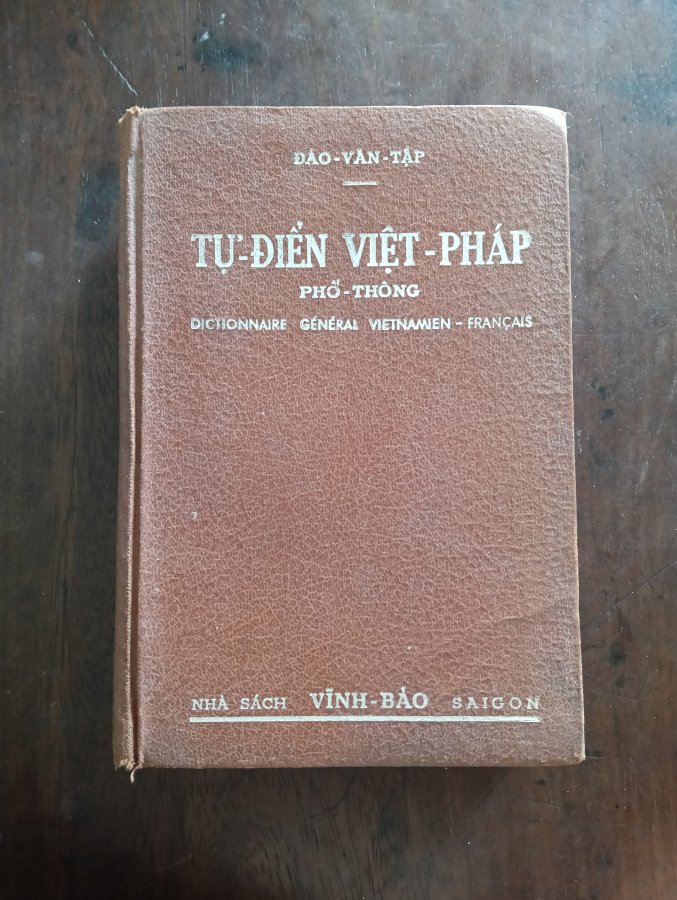 ĐÀO-VĂN-TẬP
TỰ-ĐIỂN VIỆT-PHÁP
PHỔ-THÔNG
DICTIONNAIRE GÉNÉRAL VIETNAMIEN-FRANÇAIS
NHÀ SÁCH VĨNH-BẢO SAIGON